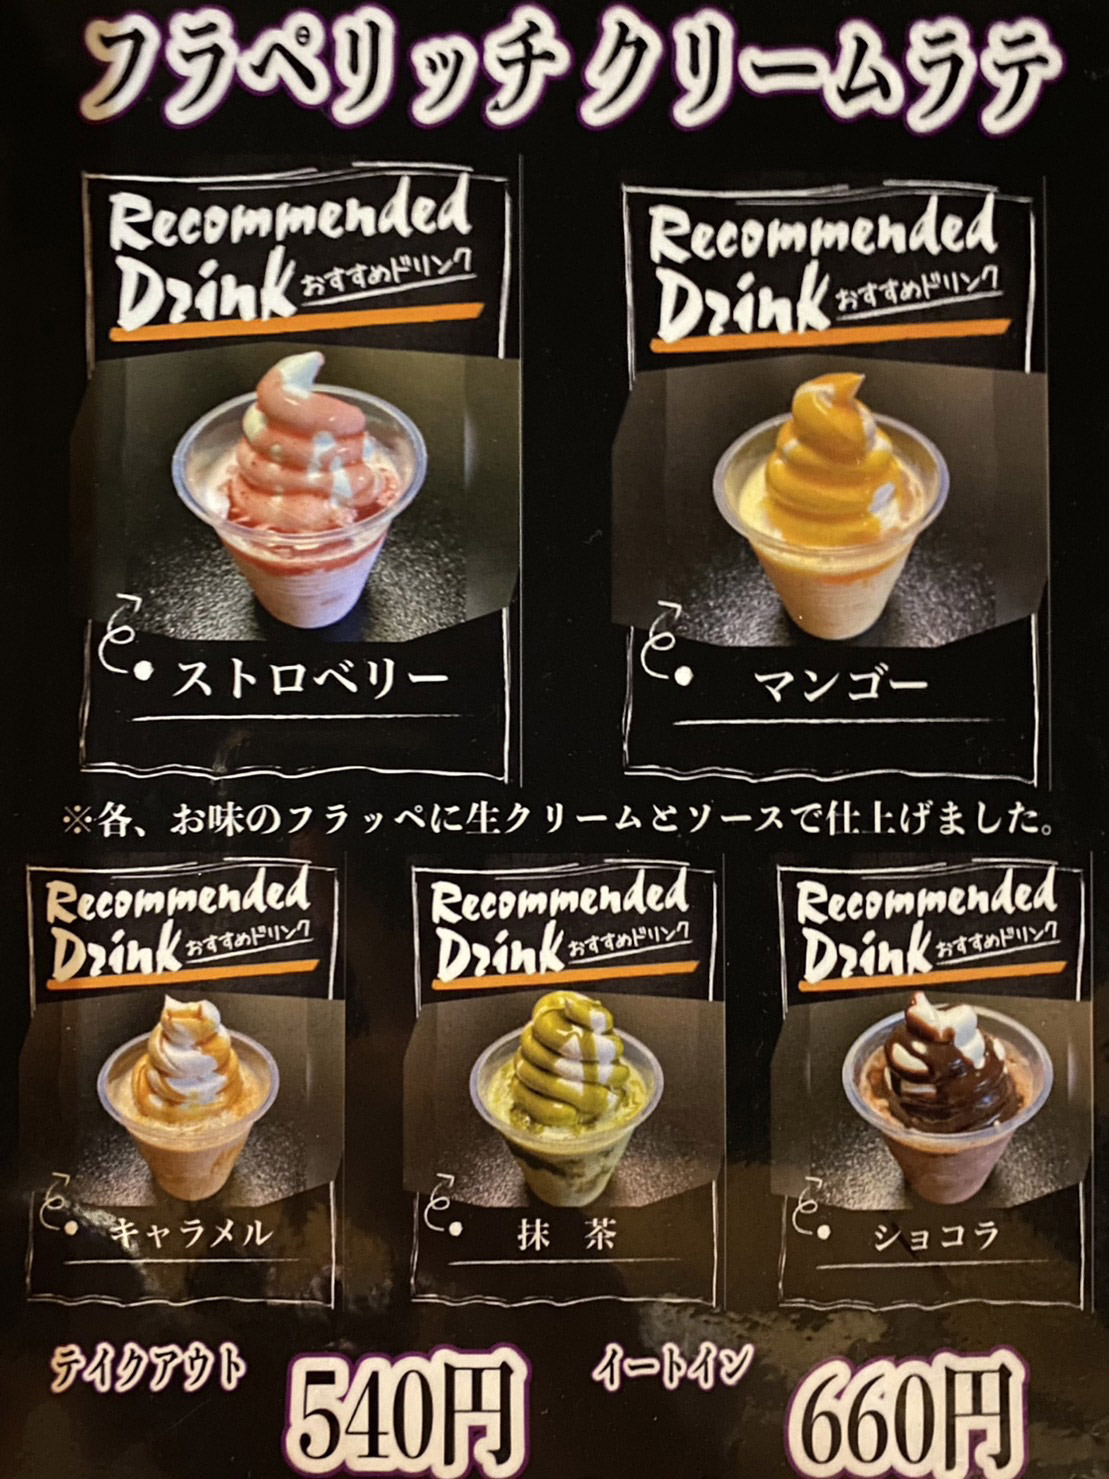 フラペリッチ クリームラテ
Recommended
Drink おすすめドリンク
ストロベリー
Recommended
Drink おすすめドリンク
マンゴー
※各、お味のフラッペに生クリームとソースで仕上げました。
Recommended
Drink おすすめドリンク
キャラメル
Recommended
Drink おすすめドリンク
抹 茶
Recommended
Drink おすすめドリンク
ショコラ
テイクアウト 540円
イートイン 660円